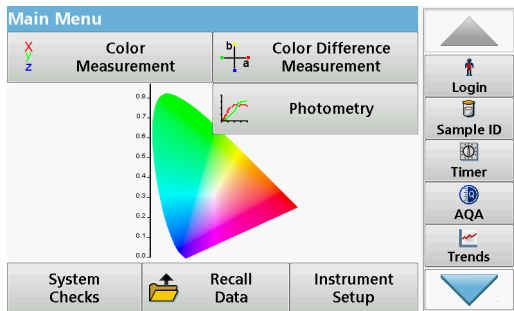 Main Menu
X
y
z
Color
Measurement
b
a
Color Difference
Measurement
Photometry
0.8
0.7
0.6
0.5
0.4
0.3
0.2
0.1
0.0
System
Checks
Recall
Data
Instrument
Setup
Login
Sample ID
Timer
Q
AQA
Trends